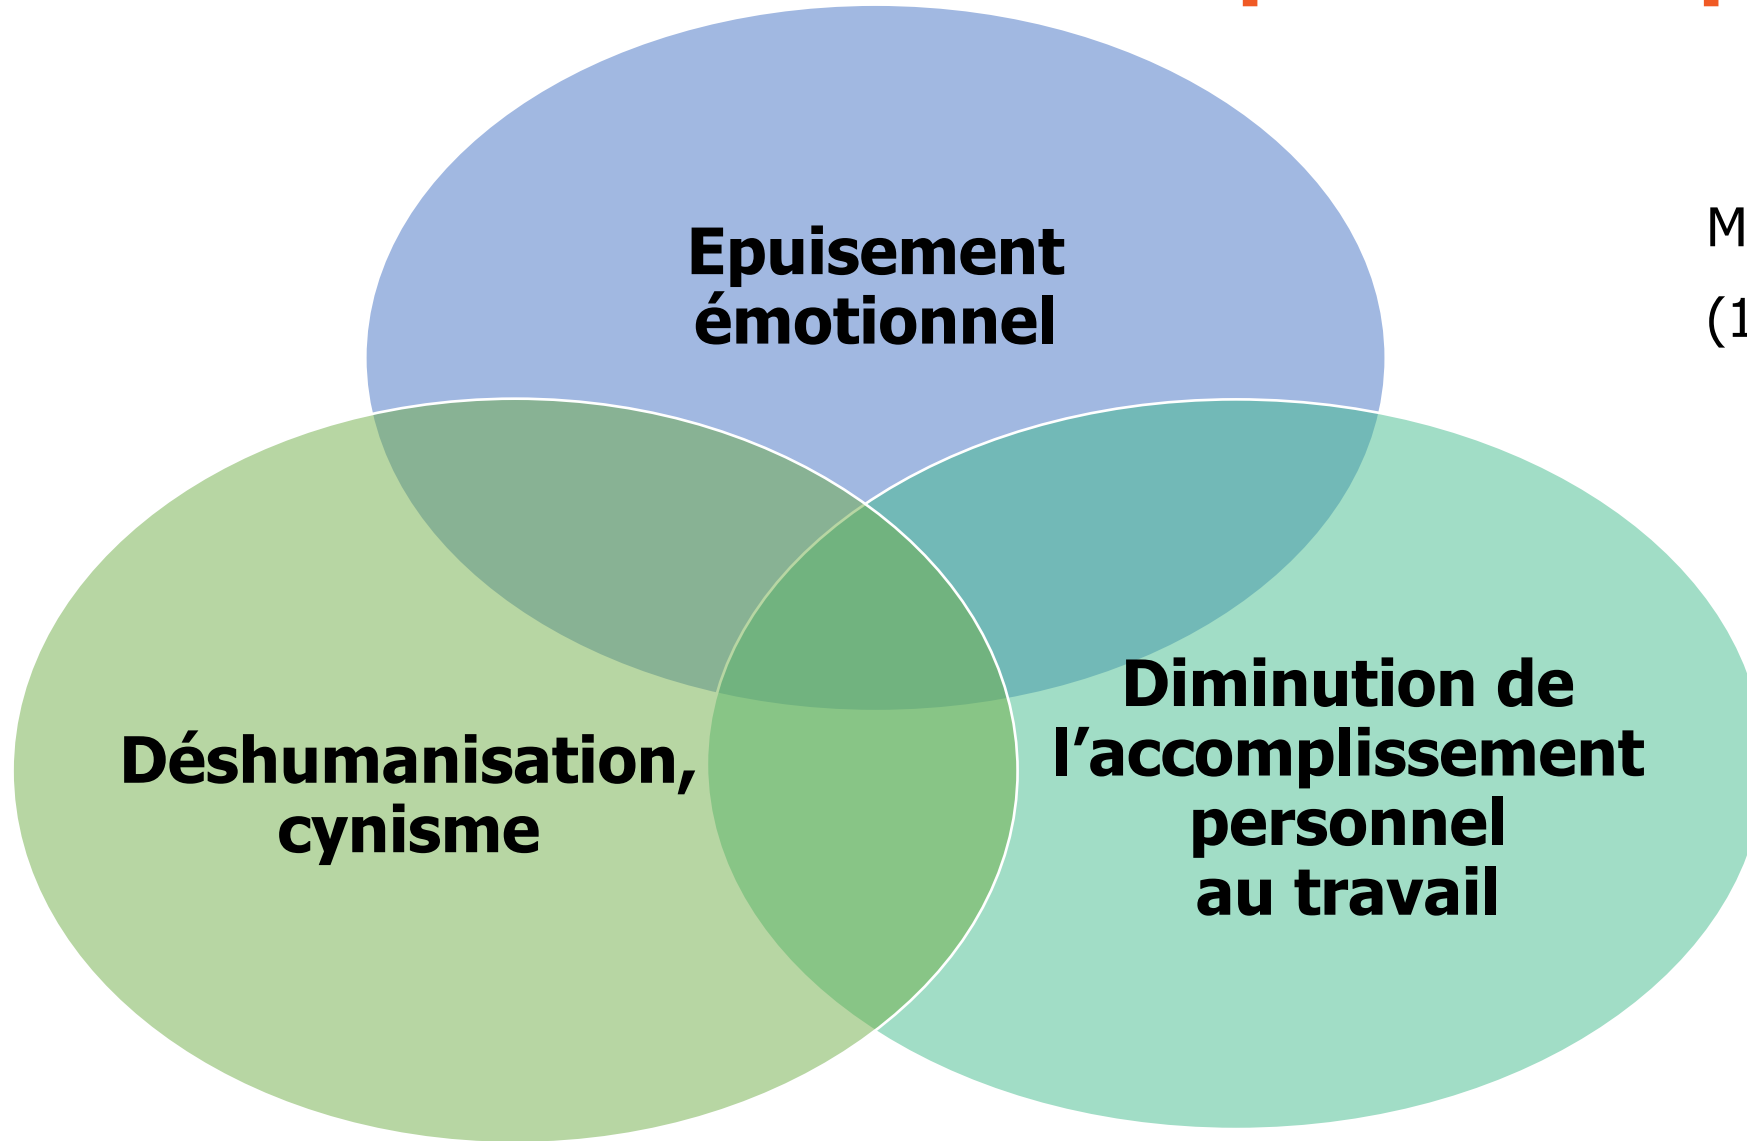 Epuisement
émotionnel
M
(1
Déshumanisation,
cynisme
Diminution de
l’accomplissement
personnel
au travail